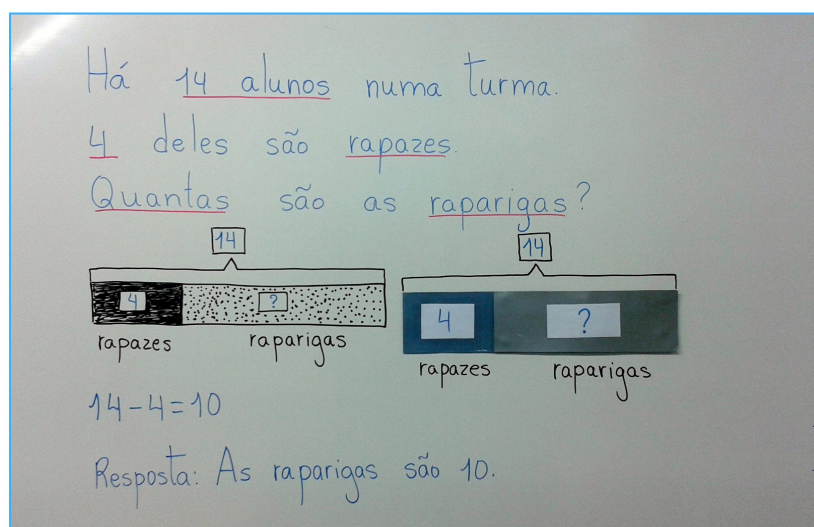 Há 14 alunos numa turma.
4 deles são rapazes.
Quantas são as raparigas?
14
4 ?
rapazes raparigas
14
4 ?
rapazes raparigas
14-4=10
Resposta: As raparigas são 10.